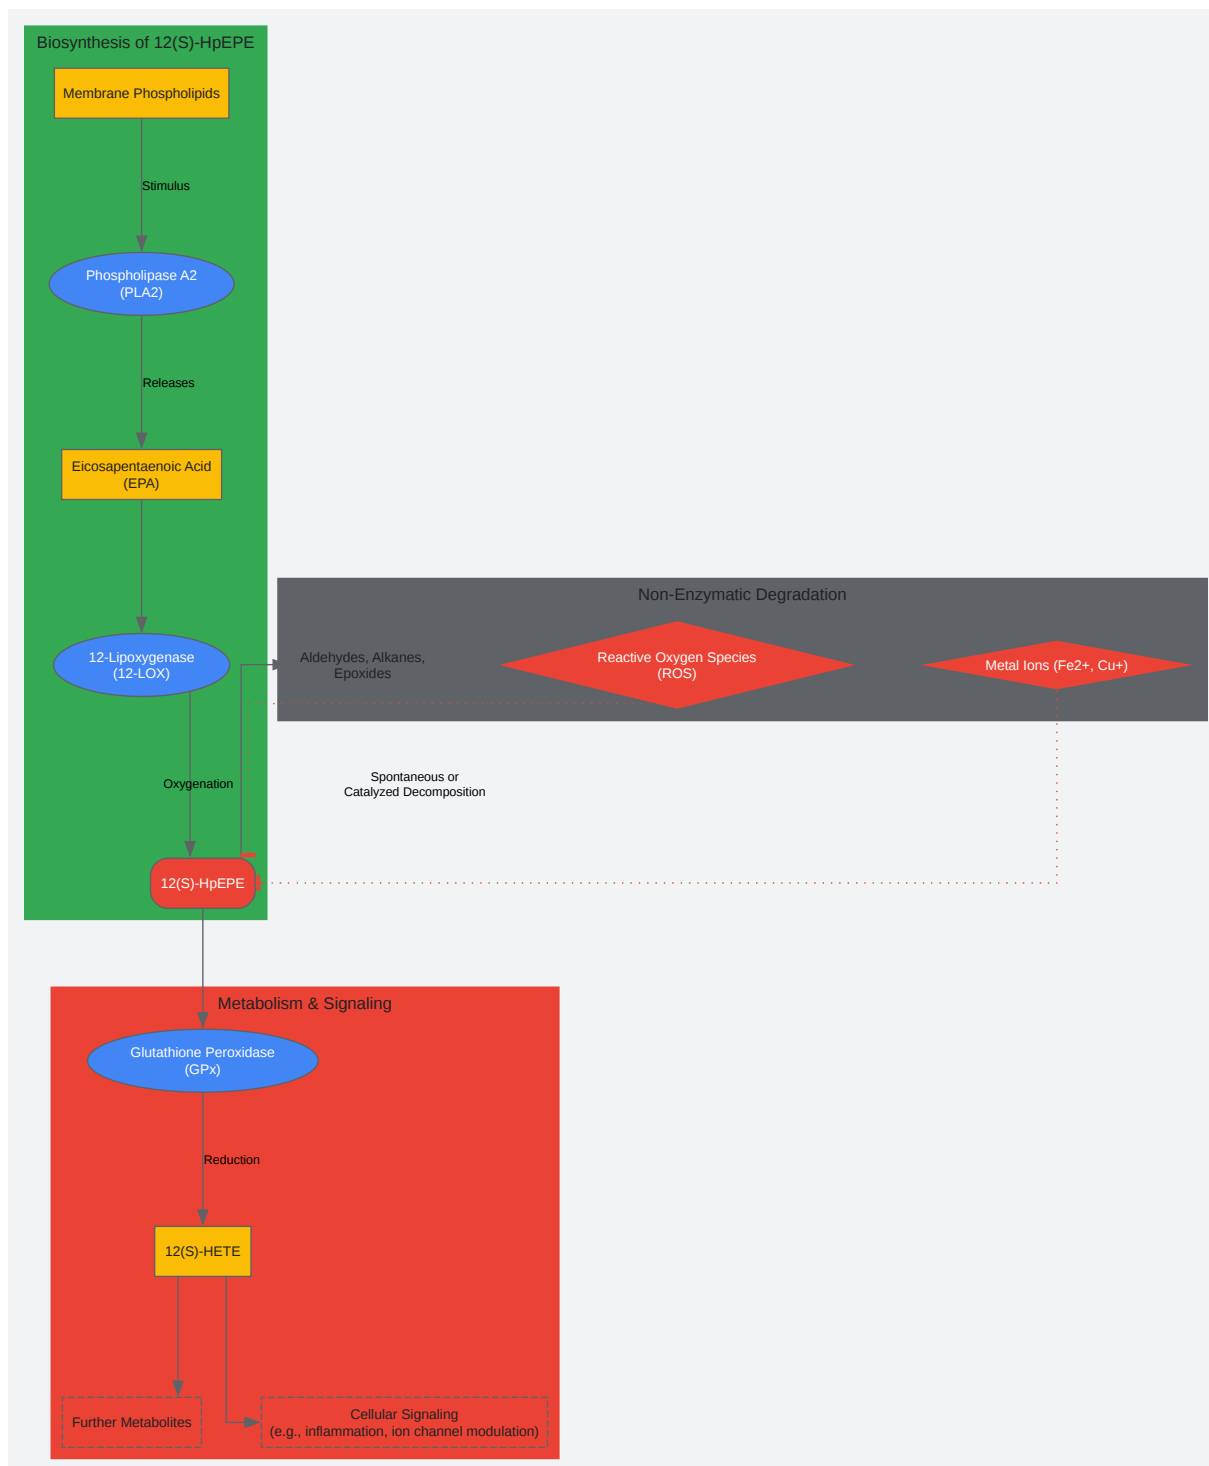 Biosynthesis of 12(S)-HpEPE
Membrane Phospholipids
Stimulus
Phospholipase A2
(PLA2)
Releases
Eicosapentaenoic Acid
(EPA)
12-Lipoxygenase
(12-LOX)
Oxygenation
12(S)-HpEPE
Non-Enzymatic Degradation
Aldehydes, Alkanes,
Epoxides
Reactive Oxygen Species
(ROS)
Metal Ions (Fe2+, Cu+)
Spontaneous or
Catalyzed Decomposition
Metabolism & Signaling
Glutathione Peroxidase
(GPx)
Reduction
12(S)-HETE
Further Metabolites
Cellular Signaling
(e.g., inflammation, ion channel modulation)